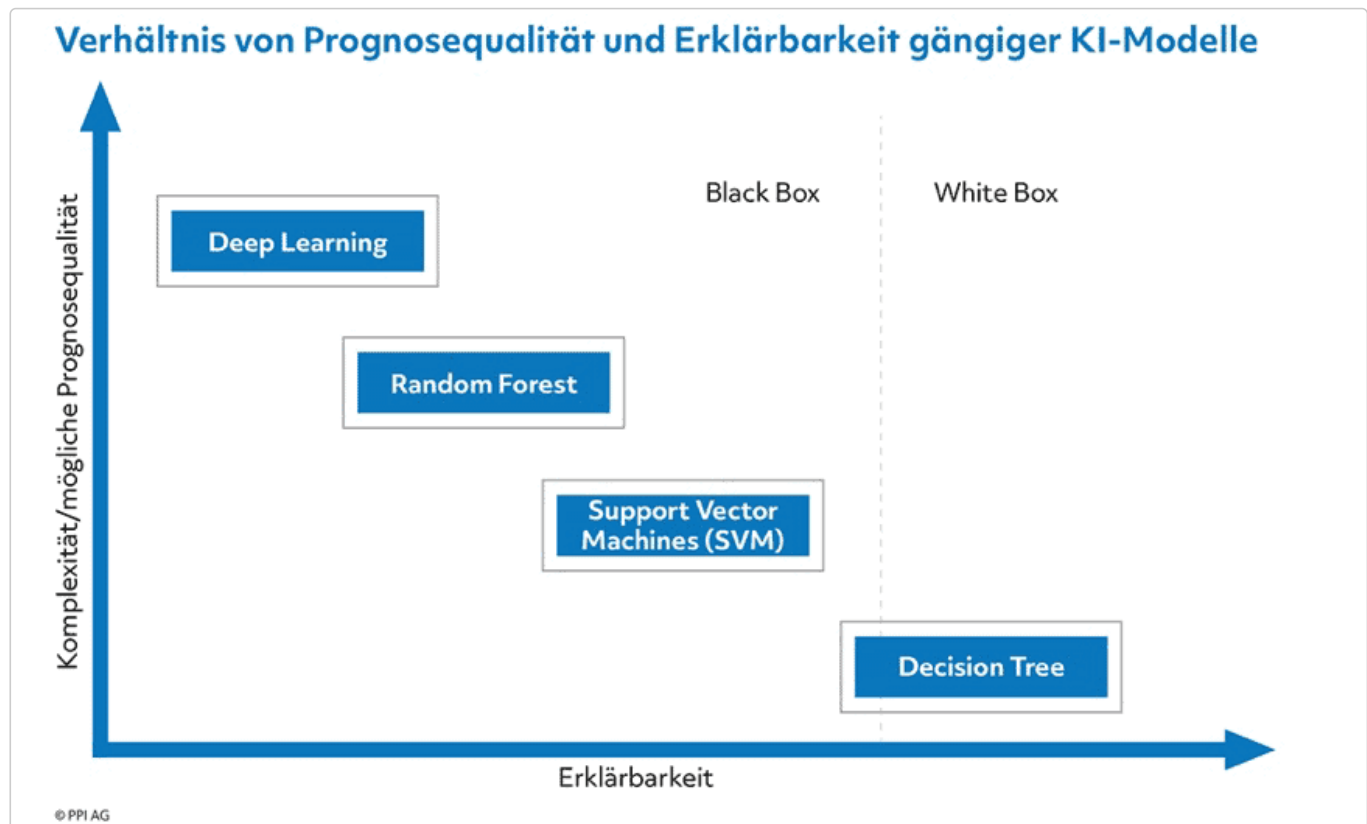 Verhältnis von Prognosequalität und Erklärbarkeit gängiger KI-Modelle
Komplexität/mögliche Prognosequalität
Black Box
White Box
Deep Learning
Random Forest
Support Vector
Machines (SVM)
Decision Tree
Erklärbarkeit
© PPI AG